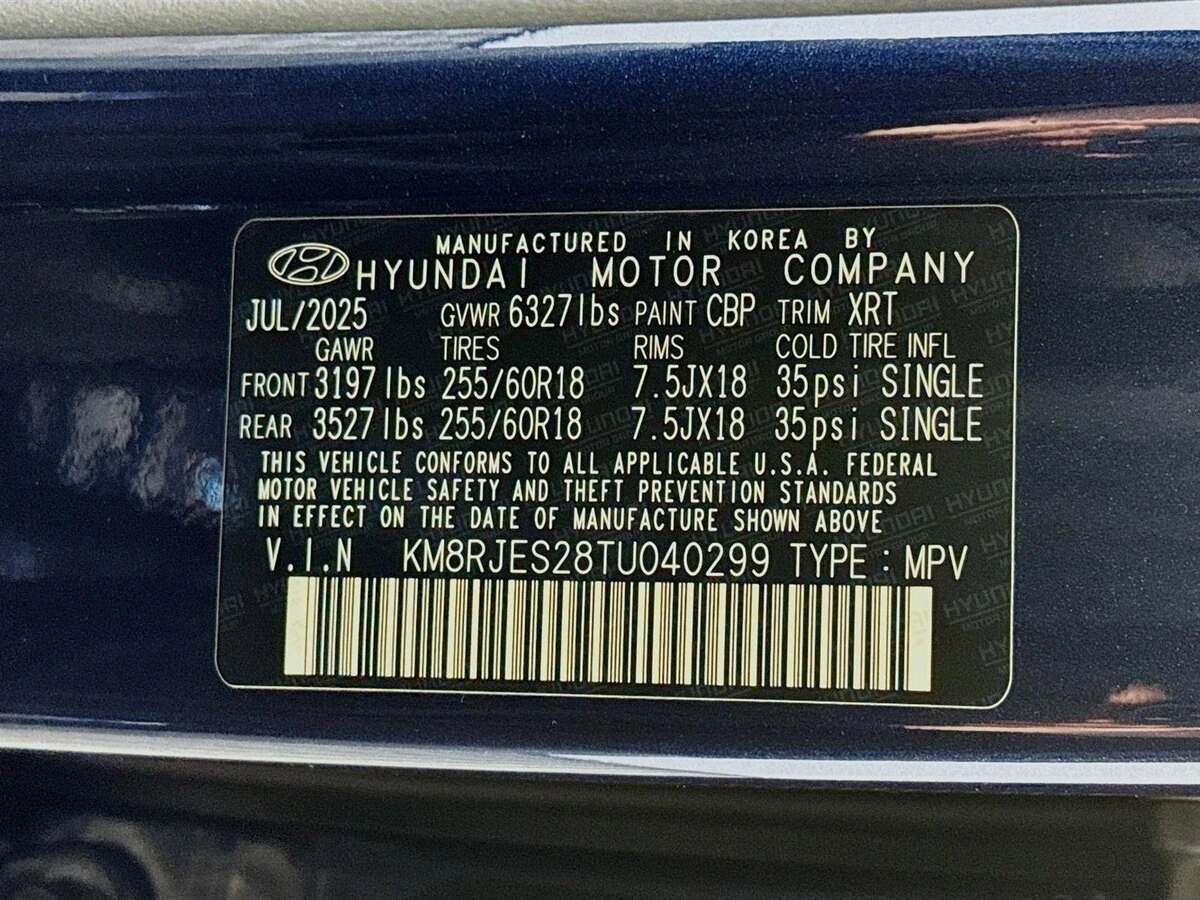 MANUFACTURED IN KOREA BY
HYUNDAI MOTOR COMPANY
JUL/2025 GVWR 6327lbs PAINT CBP TRIM XRT
GAWR TIRES RIMS COLD TIRE INFL
FRONT 3197lbs 255/60R18 7.5JX18 35psi SINGLE
REAR 3527lbs 255/60R18 7.5JX18 35psi SINGLE
THIS VEHICLE CONFORMS TO ALL APPLICABLE U.S.A. FEDERAL
MOTOR VEHICLE SAFETY AND THEFT PREVENTION STANDARDS
IN EFFECT ON THE DATE OF MANUFACTURE SHOWN ABOVE
V.I.N KM8RJES28TU040299 TYPE : MPV